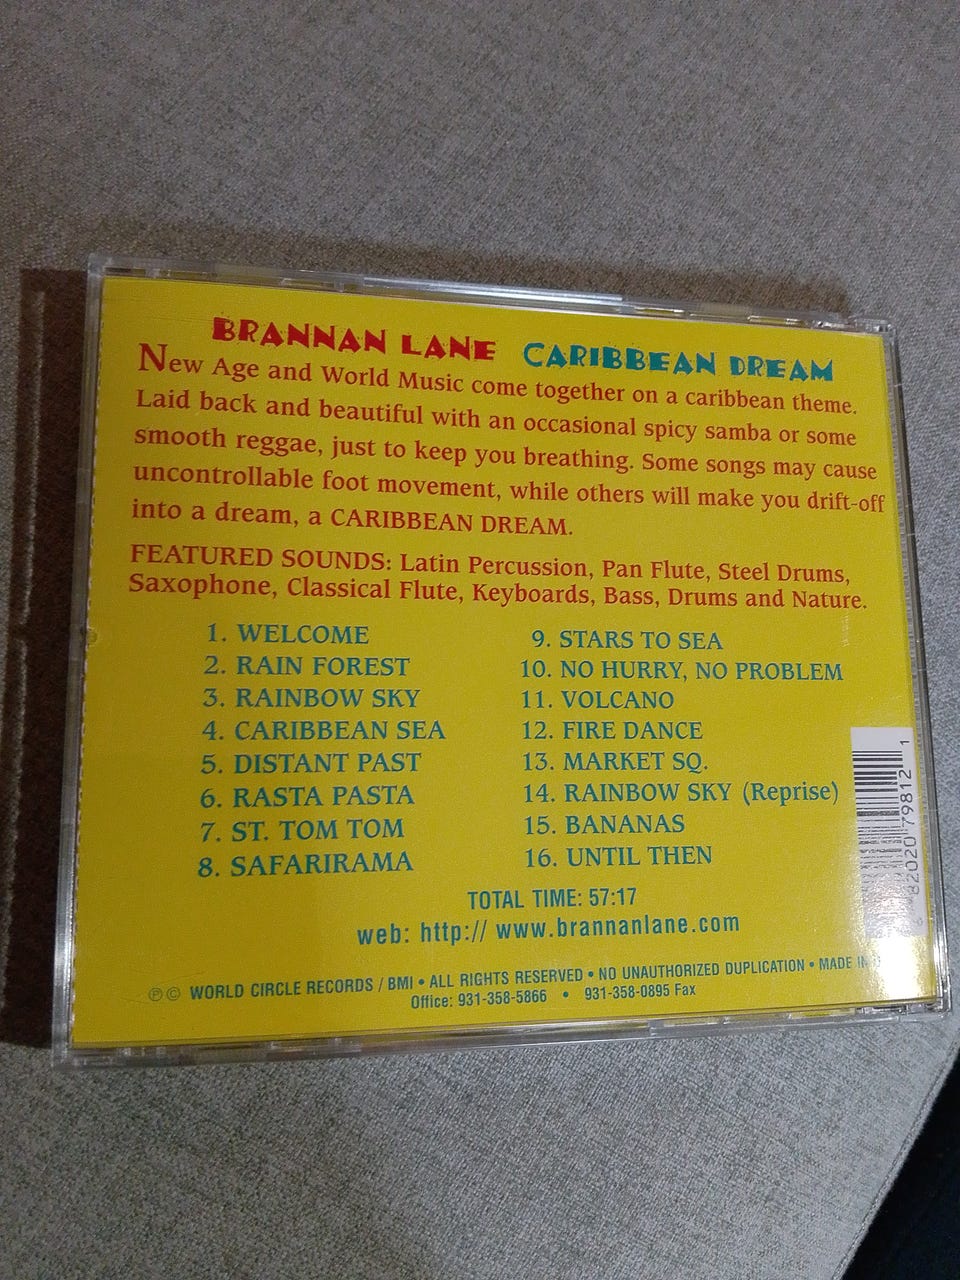 BRANNAN LANE CARIBBEAN DREAM
New Age and World Music come together on a caribbean theme.
Laid back and beautiful with an occasional spicy samba or some
smooth reggae, just to keep you breathing. Some songs may cause
uncontrollable foot movement, while others will make you drift-off
into a dream, a CARIBBEAN DREAM.
FEATURED SOUNDS: Latin Percussion, Pan Flute, Steel Drums,
Saxophone, Classical Flute, Keyboards, Bass, Drums and Nature.
1. WELCOME
2. RAIN FOREST
3. RAINBOW SKY
4. CARIBBEAN SEA
5. DISTANT PAST
6. RASTA PASTA
7. ST. TOM TOM
8. SAFARIRAMA
9. STARS TO SEA
10. NO HURRY, NO PROBLEM
11. VOLCANO
12. FIRE DANCE
13. MARKET SQ.
14. RAINBOW SKY (Reprise)
15. BANANAS
16. UNTIL THEN
TOTAL TIME: 57:17
web: http:// www.brannanlane.com
℗ © WORLD CIRCLE RECORDS / BMI • ALL RIGHTS RESERVED • NO UNAUTHORIZED DUPLICATION • MADE IN
Office: 931-358-5866 • 931-358-0895 Fax
6 82020 79812 1